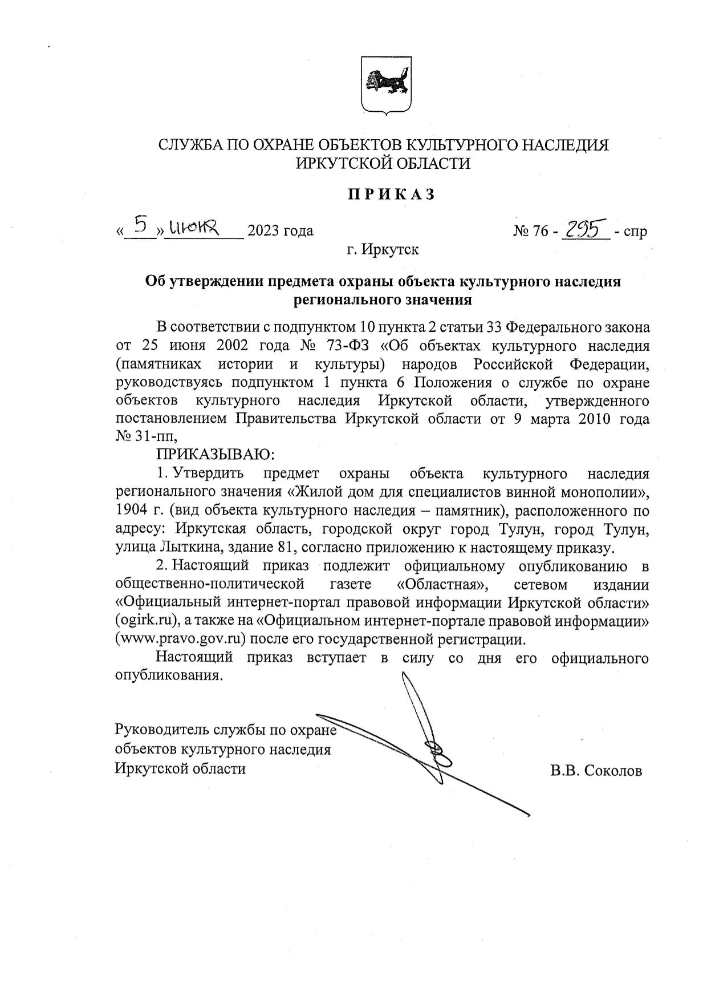 СЛУЖБА ПО ОХРАНЕ ОБЪЕКТОВ КУЛЬТУРНОГО НАСЛЕДИЯ
ИРКУТСКОЙ ОБЛАСТИ
П Р И К А З
« 5 » июня 2023 года № 76 - 295 - спр
г. Иркутск
Об утверждении предмета охраны объекта культурного наследия
регионального значения
В соответствии с подпунктом 10 пункта 2 статьи 33 Федерального закона
от 25 июня 2002 года № 73-ФЗ «Об объектах культурного наследия
(памятниках истории и культуры) народов Российской Федерации,
руководствуясь подпунктом 1 пункта 6 Положения о службе по охране
объектов культурного наследия Иркутской области, утвержденного
постановлением Правительства Иркутской области от 9 марта 2010 года
№ 31-пп,
ПРИКАЗЫВАЮ:
1. Утвердить предмет охраны объекта культурного наследия
регионального значения «Жилой дом для специалистов винной монополии»,
1904 г. (вид объекта культурного наследия – памятник), расположенного по
адресу: Иркутская область, городской округ город Тулун, город Тулун,
улица Лыткина, здание 81, согласно приложению к настоящему приказу.
2. Настоящий приказ подлежит официальному опубликованию в
общественно-политической газете «Областная», сетевом издании
«Официальный интернет-портал правовой информации Иркутской области»
(ogirk.ru), а также на «Официальном интернет-портале правовой информации»
(www.pravo.gov.ru) после его государственной регистрации.
Настоящий приказ вступает в силу со дня его официального
опубликования.
Руководитель службы по охране
объектов культурного наследия
Иркутской области В.В. Соколов